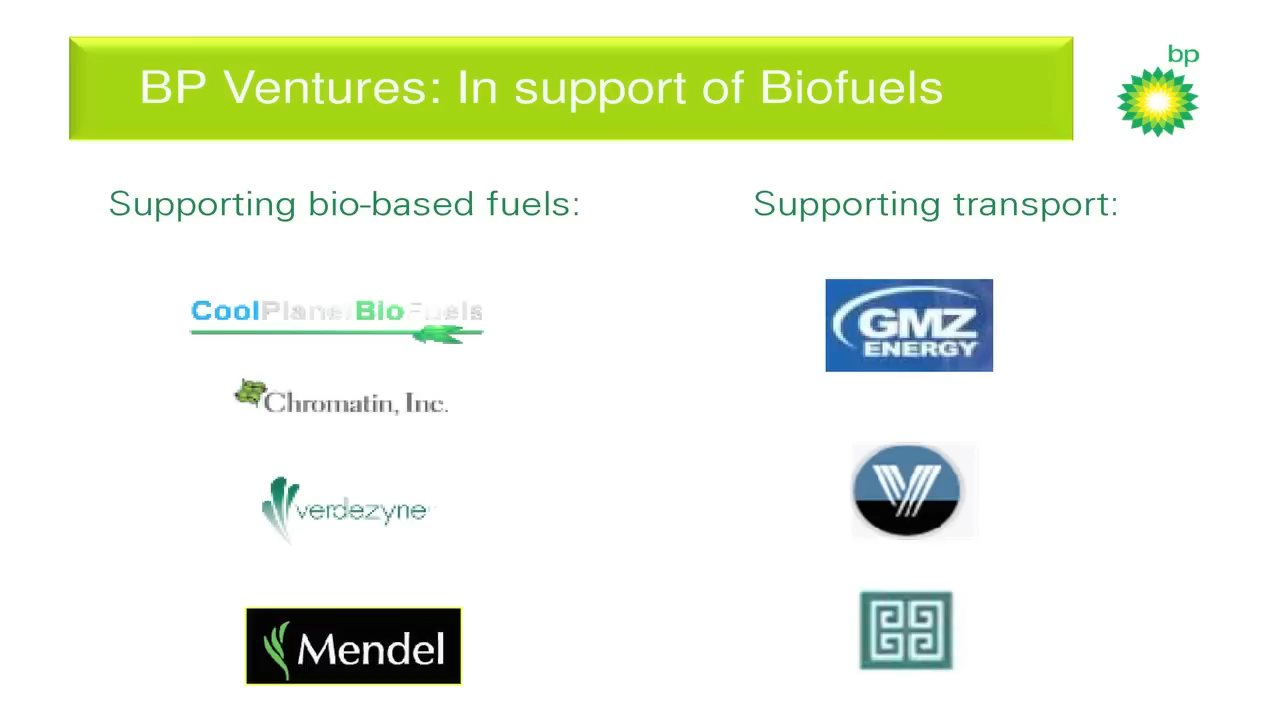 BP Ventures: In support of Biofuels
bp
Supporting bio-based fuels:
CoolPlanetBioFuels
Chromatin, Inc.
verdezyne
Mendel
Supporting transport:
GMZ
ENERGY